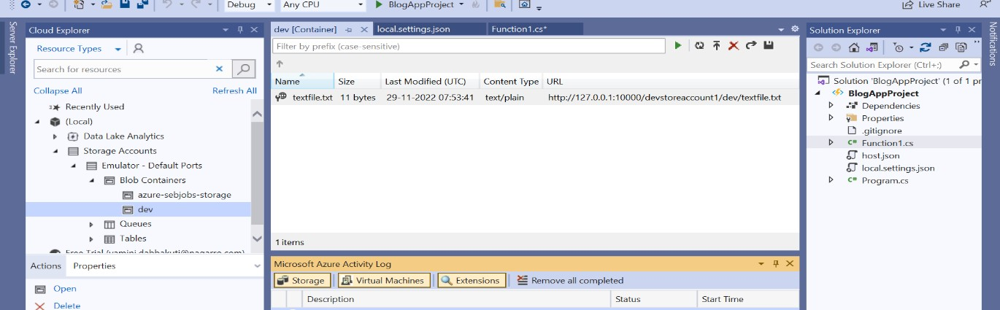 Debug Any CPU BlogAppProject Live Share
Server Explorer
Cloud Explorer
Resource Types
Search for resources
Collapse All Refresh All
Recently Used
(Local)
Data Lake Analytics
Storage Accounts
Emulator - Default Ports
Blob Containers
azure-sebjobs-storage
dev
Queues
Tables
Free Trial (yamini.dabbakuti@nagarro.com)
Actions Properties
Open
Delete
dev [Container] local.settings.json Function1.cs*
Filter by prefix (case-sensitive)
Name Size Last Modified (UTC) Content Type URL
textfile.txt 11 bytes 29-11-2022 07:53:41 text/plain http://127.0.0.1:10000/devstoreaccount1/dev/textfile.txt
1 items
Microsoft Azure Activity Log
Storage Virtual Machines Extensions Remove all completed
Description Status Start Time
Solution Explorer
Search Solution Explorer (Ctrl+;)
Solution 'BlogAppProject' (1 of 1 pr
BlogAppProject
Dependencies
Properties
.gitignore
C# Function1.cs
host.json
local.settings.json
C# Program.cs
Notifications